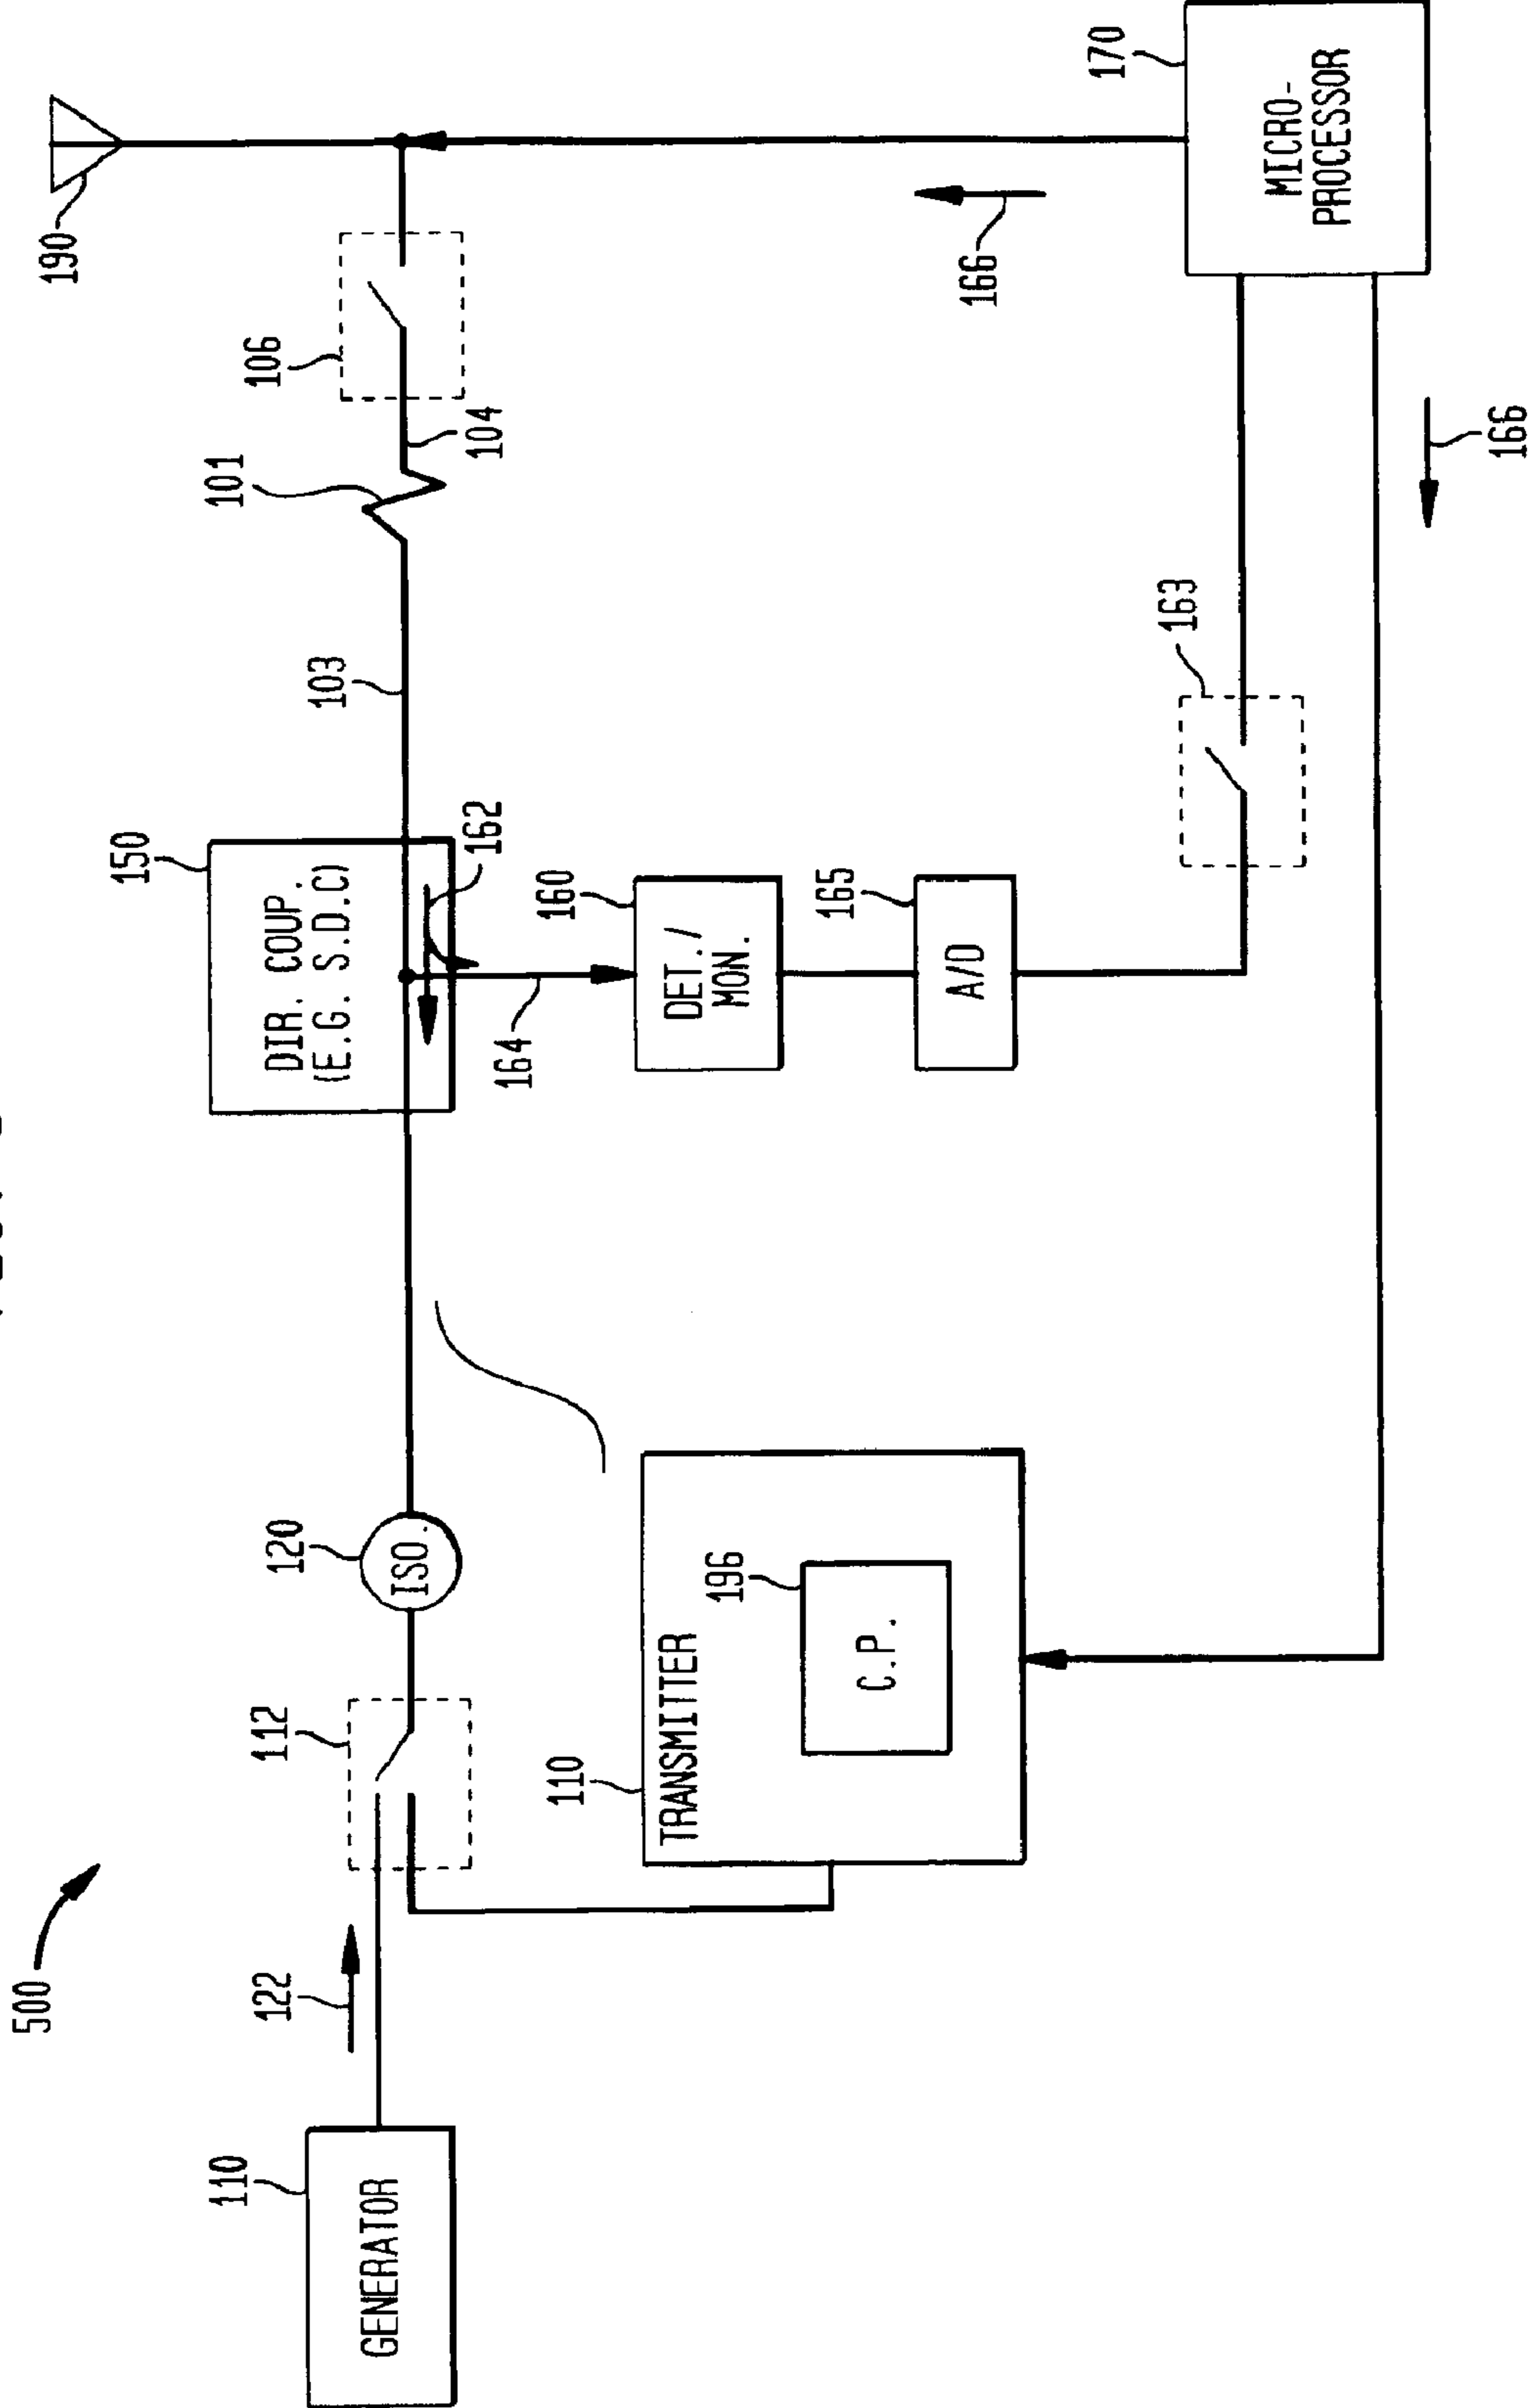 500
190
106
101
104
103
150
DIR. COUP.
(E.G. S.D.C)
162
164
160
DET./
MON.
165
A/D
163
166
170
MICRO-
PROCESSOR
166
120
ISO.
112
122
110
GENERATOR
110
TRANSMITTER
196
C.P.